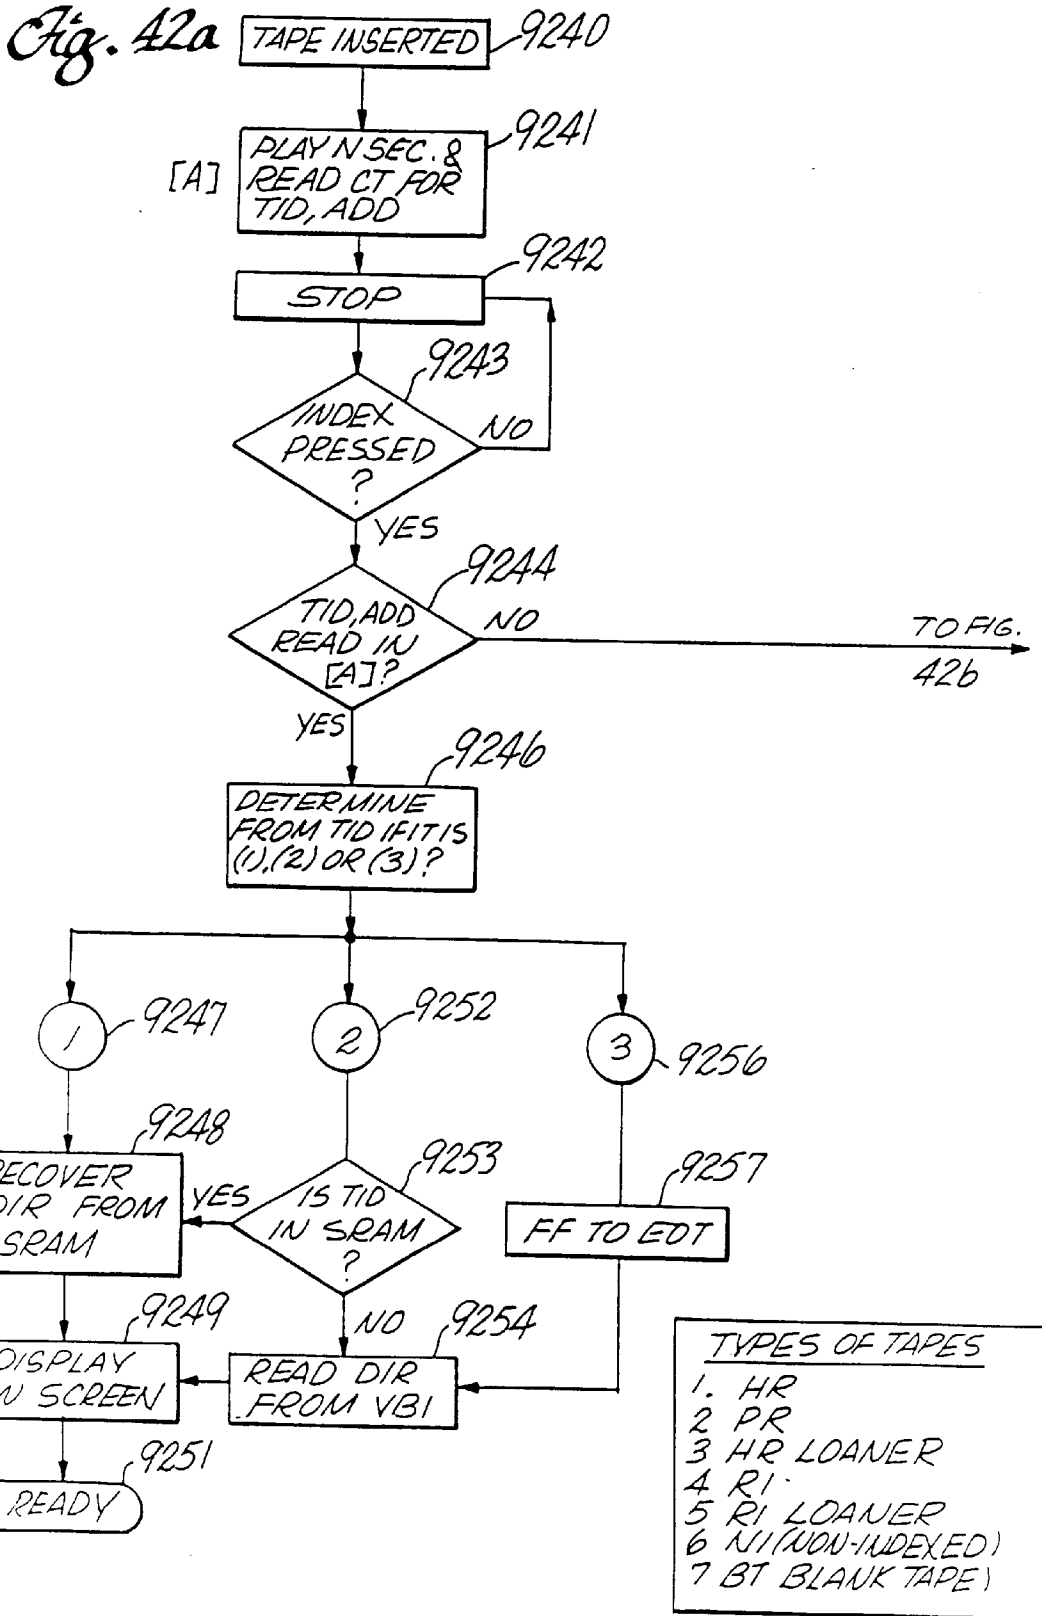 Fig. 42a
TAPE INSERTED
9240
[A]
PLAY N SEC. &
READ CT FOR
TID, ADD
9241
STOP
9242
INDEX
PRESSED
?
9243
NO
YES
TID, ADD
READ IN
[A]?
9244
NO
TO FIG.
42b
YES
DETERMINE
FROM TID IF IT IS
(1),(2) OR (3)?
9246
1
9247
2
9252
3
9256
RECOVER
DIR FROM
SRAM
9248
YES
IS TID
IN SRAM
?
9253
NO
FF TO EOT
9257
DISPLAY
N SCREEN
9249
READ DIR
FROM VBI
9254
READY
9251
TYPES OF TAPES
1. HR
2 PR
3 HR LOANER
4 RI
5 RI LOANER
6 NI (NON-INDEXED)
7 BT BLANK TAPE)